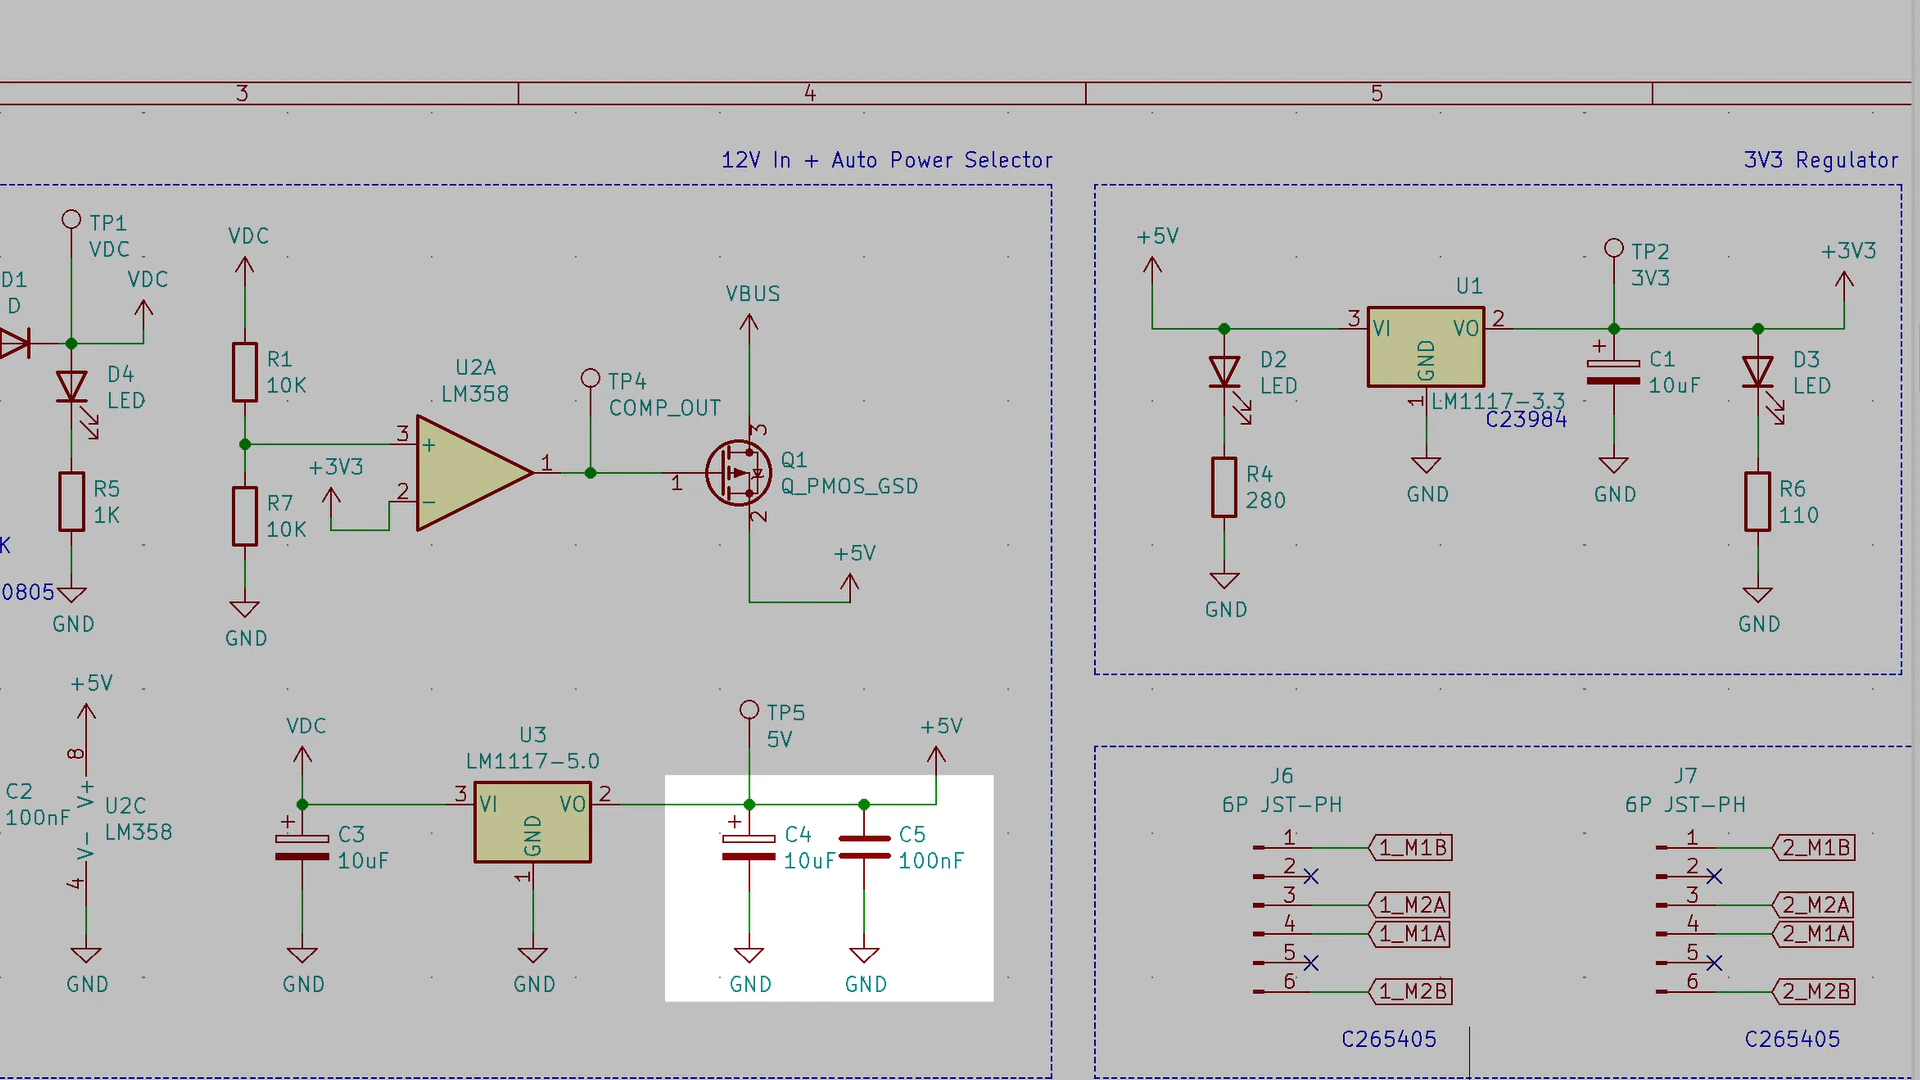 3
4
5
12V In + Auto Power Selector
3V3 Regulator
TP1
VDC
VDC
D1
D
D4
LED
R5
1K
K
0805
GND
VDC
R1
10K
R7
10K
GND
+3V3
3
+
2
-
U2A
LM358
1
TP4
COMP_OUT
VBUS
3
1
2
Q1
Q_PMOS_GSD
+5V
+5V
8
V+
V-
4
C2
100nF
U2C
LM358
GND
VDC
+
C3
10uF
GND
U3
LM1117-5.0
3
VI
VO
2
GND
1
GND
TP5
5V
+5V
+
C4
10uF
C5
100nF
GND
GND
+5V
D2
LED
R4
280
GND
U1
3
VI
VO
2
GND
1
LM1117-3.3
C23984
GND
TP2
3V3
+
C1
10uF
GND
+3V3
D3
LED
R6
110
GND
J6
6P JST-PH
1
1_M1B
2
3
1_M2A
4
1_M1A
5
6
1_M2B
C265405
J7
6P JST-PH
1
2_M1B
2
3
2_M2A
4
2_M1A
5
6
2_M2B
C265405